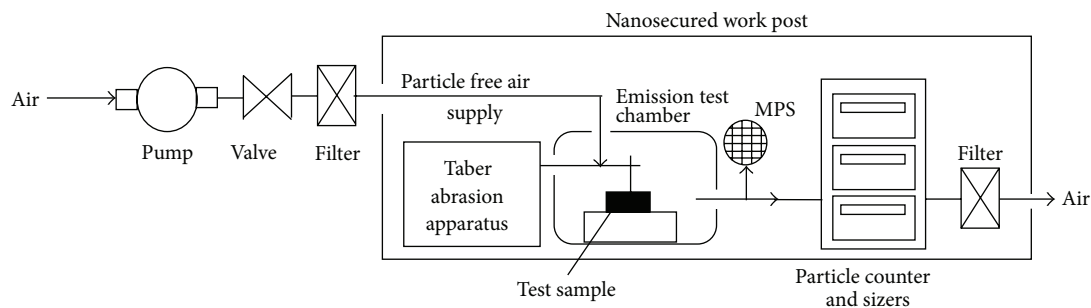 Nanosecured work post
Air
Pump
Valve
Filter
Particle free air
supply
Taber
abrasion
apparatus
Emission test
chamber
Test sample
MPS
Particle counter
and sizers
Filter
Air